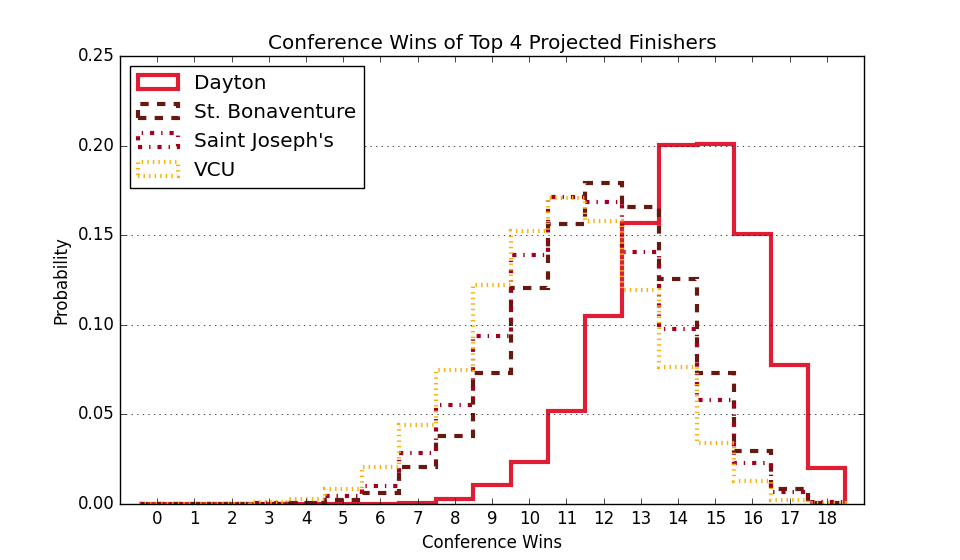 Conference Wins of Top 4 Projected Finishers
0.25
0.20
0.15
0.10
0.05
0.00
Probability
Dayton
St. Bonaventure
Saint Joseph's
VCU
0 1 2 3 4 5 6 7 8 9 10 11 12 13 14 15 16 17 18
Conference Wins